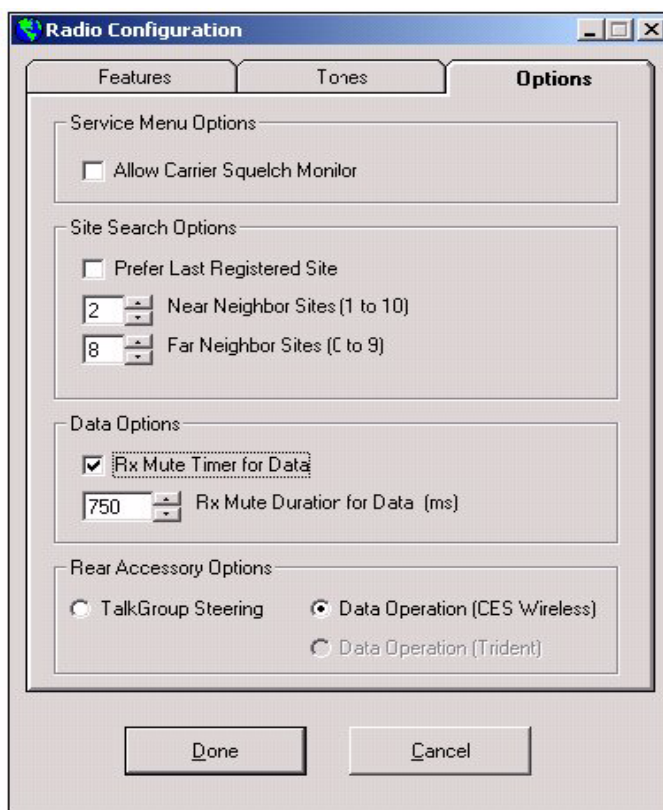 Radio Configuration
Features Tones Options
Service Menu Options
Allow Carrier Squelch Monitor
Site Search Options
Prefer Last Registered Site
2 Near Neighbor Sites (1 to 10)
8 Far Neighbor Sites (0 to 9)
Data Options
Rx Mute Timer for Data
750 Rx Mute Duration for Data (ms)
Rear Accessory Options
TalkGroup Steering Data Operation (CES Wireless)
Data Operation (Trident)
Done Cancel